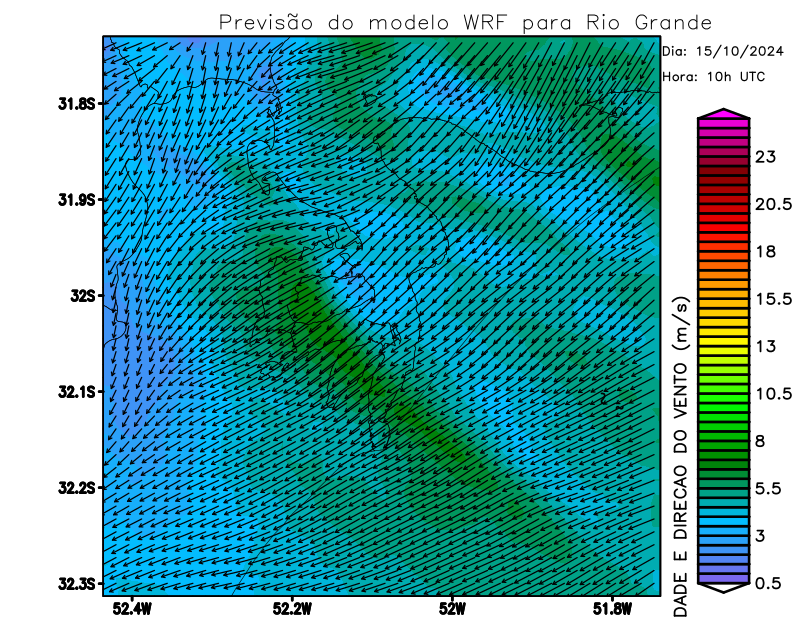 Previsão do modelo WRF para Rio Grande
Dia: 15/10/2024
Hora: 10h UTC
31.8S
31.9S
32S
32.1S
32.2S
32.3S
52.4W
52.2W
52W
51.8W
23
20.5
18
15.5
13
10.5
8
5.5
3
0.5
DADE E DIRECAO DO VENTO (m/s)